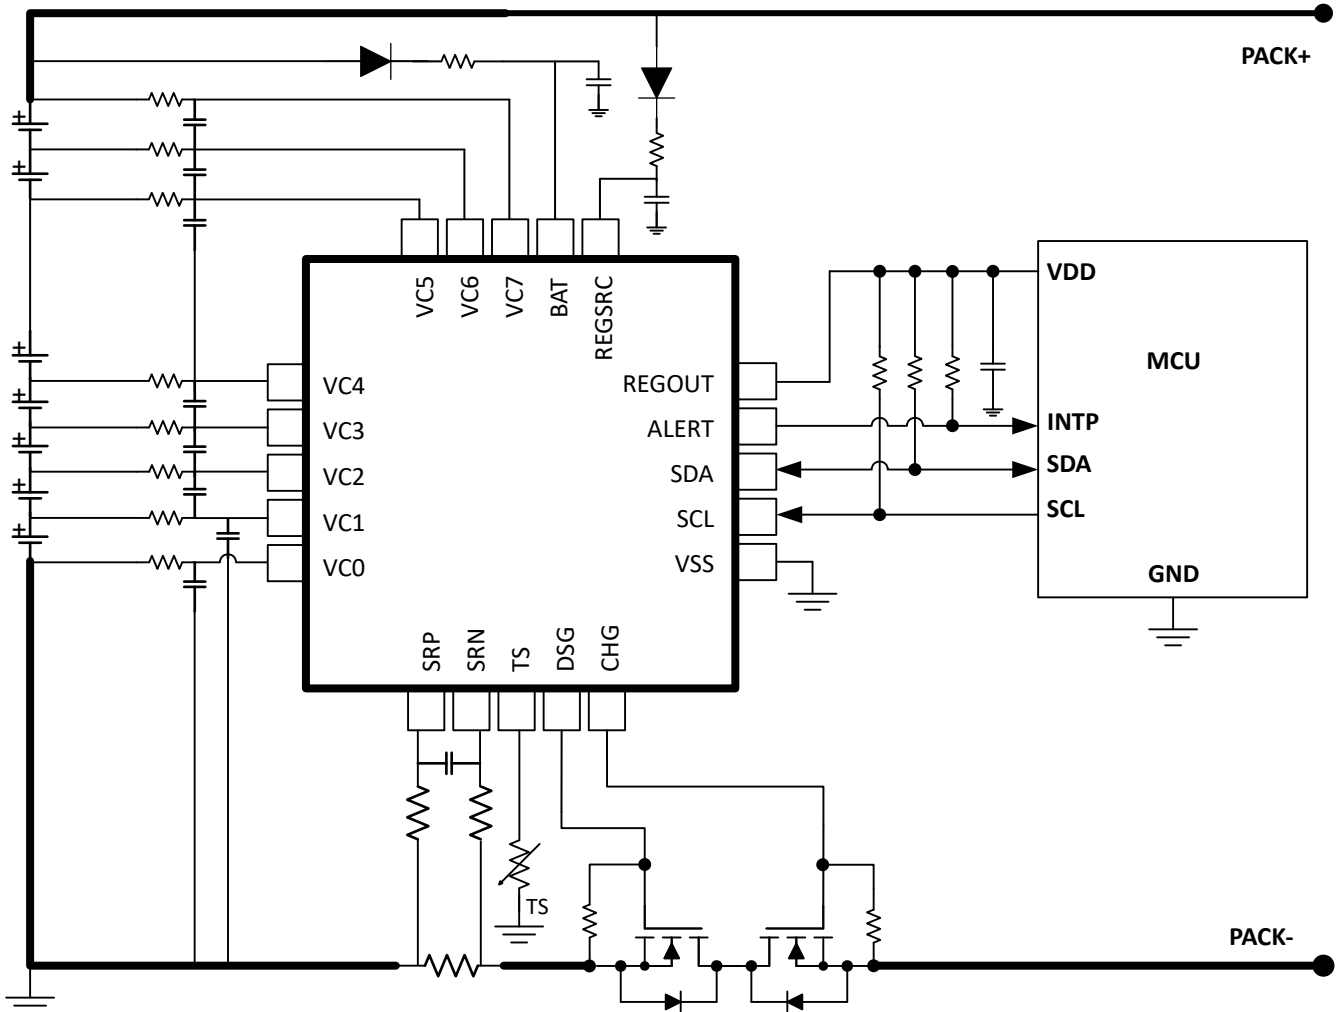 PACK+
VC5
VC6
VC7
BAT
REGSRC
VC4
VC3
VC2
VC1
VC0
REGOUT
ALERT
SDA
SCL
VSS
VDD
MCU
INTP
SDA
SCL
GND
SRP
SRN
TS
DSG
CHG
TS
PACK-
+
+
+
+
+
+
+